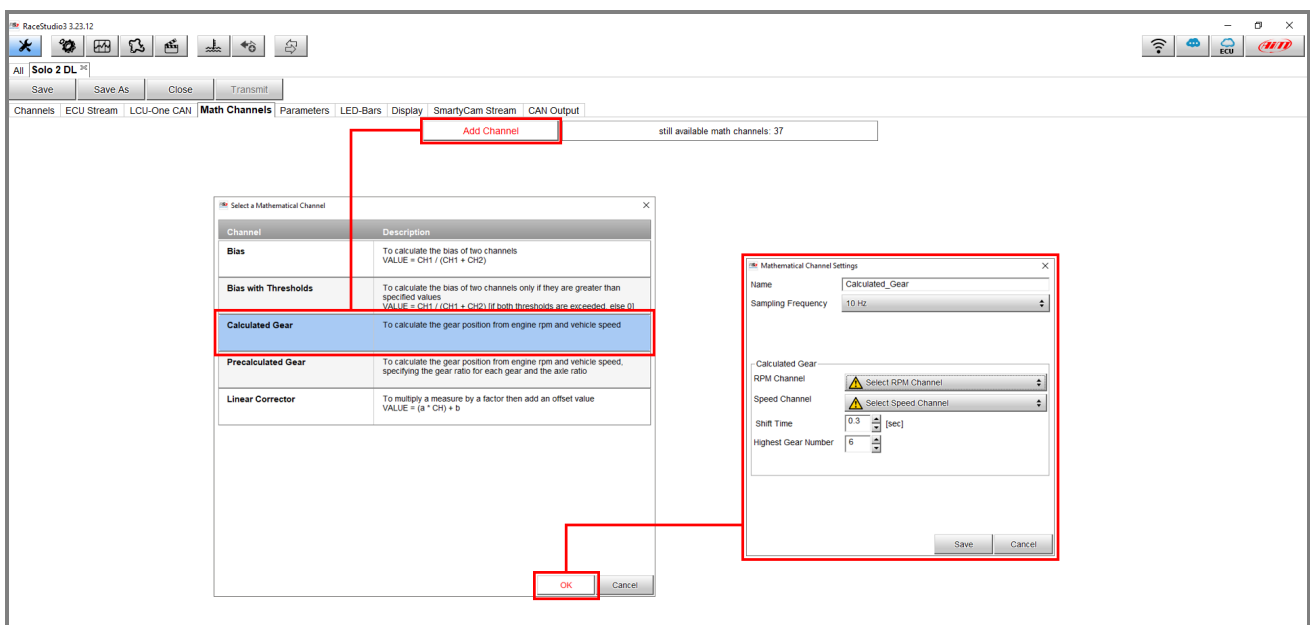 RaceStudio3 3.23.12
ECU
AiM
All Solo 2 DL
Save Save As Close Transmit
Channels ECU Stream LCU-One CAN Math Channels Parameters LED-Bars Display SmartyCam Stream CAN Output
Add Channel still available math channels: 37
Select a Mathematical Channel
Channel Description
Bias To calculate the bias of two channels
VALUE = CH1 / (CH1 + CH2)
Bias with Thresholds To calculate the bias of two channels only if they are greater than
specified values
VALUE = CH1 / (CH1 + CH2) [if both thresholds are exceeded, else 0]
Calculated Gear To calculate the gear position from engine rpm and vehicle speed
Precalculated Gear To calculate the gear position from engine rpm and vehicle speed,
specifying the gear ratio for each gear and the axle ratio
Linear Corrector To multiply a measure by a factor then add an offset value
VALUE = (a * CH) + b
OK Cancel
Mathematical Channel Settings
Name Calculated_Gear
Sampling Frequency 10 Hz
Calculated Gear
RPM Channel Select RPM Channel
Speed Channel Select Speed Channel
Shift Time 0.3 [sec]
Highest Gear Number 6
Save Cancel